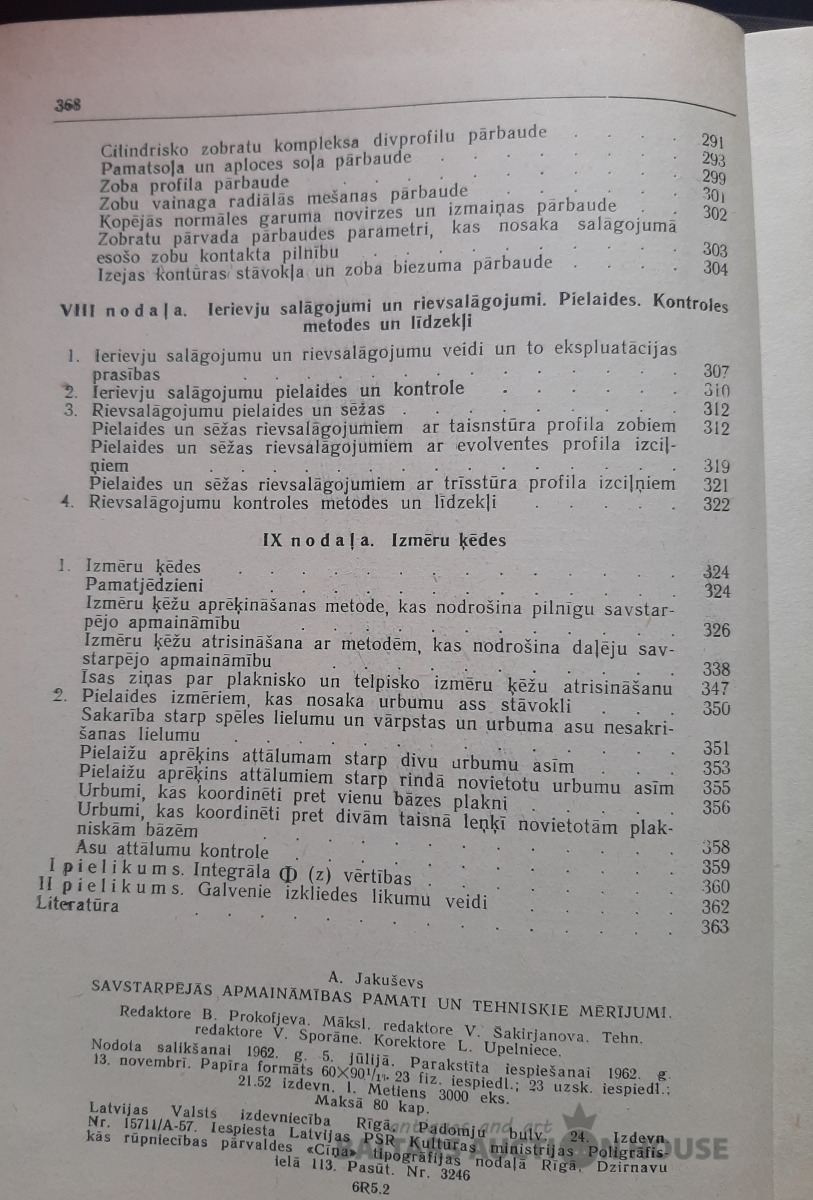 368
Cilindrisko zobratu kompleksa divprofilu pārbaude . . . . 291
Pamatsoļa un aploces soļa pārbaude . . . . . . . . 293
Zoba profila pārbaude . . . . . . . . . . . 299
Zobu vainaga radiālās mešanas pārbaude . . . . . . 301
Kopējās normāles garuma novirzes un izmaiņas pārbaude . . 302
Zobratu pārvada pārbaudes parametri, kas nosaka salāgojumā
esošo zobu kontakta pilnību . . . . . . . . . . 303
Izejas kontūras stāvokļa un zoba biezuma pārbaude . . . . 304
VIII nodaļa. Ierievju salāgojumi un rievsalāgojumi. Pielaides. Kontroles
metodes un līdzekļi
1. Ierievju salāgojumu un rievsalāgojumu veidi un to ekspluatācijas
prasības . . . . . . . . . . . . . 307
2. Ierievju salāgojumu pielaides un kontrole . . . . . . 310
3. Rievsalāgojumu pielaides un sēžas . . . . . . . . . 312
Pielaides un sēžas rievsalāgojumiem ar taisnstūra profila zobiem 312
Pielaides un sēžas rievsalāgojumiem ar evolventes profila izciļ-
ņiem . . . . . . . . . . . . . . . 319
Pielaides un sēžas rievsalāgojumiem ar trīsstūra profila izciļņiem 321
4. Rievsalāgojumu kontroles metodes un līdzekļi . . . . . 322
IX nodaļa. Izmēru ķēdes
1. Izmēru ķēdes . . . . . . . . . . . . . . 324
Pamatjēdzieni . . . . . . . . . . . . . 324
Izmēru ķēžu aprēķināšanas metode, kas nodrošina pilnīgu savstar-
pējo apmaināmību . . . . . . . . . . . . 326
Izmēru ķēžu atrisināšana ar metodēm, kas nodrošina daļēju sav-
starpējo apmaināmību . . . . . . . . . . . 338
Īsas ziņas par plaknisko un telpisko izmēru ķēžu atrisināšanu 347
2. Pielaides izmēriem, kas nosaka urbumu ass stāvokli . . . 350
Sakarība starp spēles lielumu un vārpstas un urbuma asu nesakri-
šanas lielumu . . . . . . . . . . . . . . 351
Pielaižu aprēķins attālumam starp divu urbumu asīm . . . 353
Pielaižu aprēķins attālumiem starp rindā novietotu urbumu asīm 355
Urbumi, kas koordinēti pret vienu bāzes plakni . . . . . 356
Urbumi, kas koordinēti pret divām taisnā leņķī novietotām plak-
niskām bāzēm . . . . . . . . . . . . . 358
Asu attālumu kontrole . . . . . . . . . . . 359
I pielikums. Integrāļa Φ (z) vērtības . . . . . . . . 360
II pielikums. Galvenie izkliedes likumu veidi . . . . . 362
Literatūra . . . . . . . . . . . . . . . . 363
A. Jakuševs
SAVSTARPĒJĀS APMAINĀMĪBAS PAMATI UN TEHNISKIE MĒRĪJUMI.
Redaktore B. Prokofjeva. Māksl. redaktore V. Šakirjanova. Tehn.
redaktore V. Sporāne. Korektore L. Upelniece.
Nodota salikšanai 1962. g. 5. jūlijā. Parakstīta iespiešanai 1962. g.
13. novembrī. Papīra formāts 60×90¹/₁₆. 23 fiz. iespiedl.; 23 uzsk. iespiedl.;
21.52 izdevn. l. Metiens 3000 eks.
Maksā 80 kap.
Latvijas Valsts izdevniecība Rīgā, Padomju bulv. 24. Izdevn.
Nr. 15711/A-57. Iespiesta Latvijas PSR Kultūras ministrijas Poligrāfis-
kās rūpniecības pārvaldes «Cīņa» tipogrāfijas nodaļā Rīgā, Dzirnavu
ielā 113. Pasūt. Nr. 3246
6R5.2